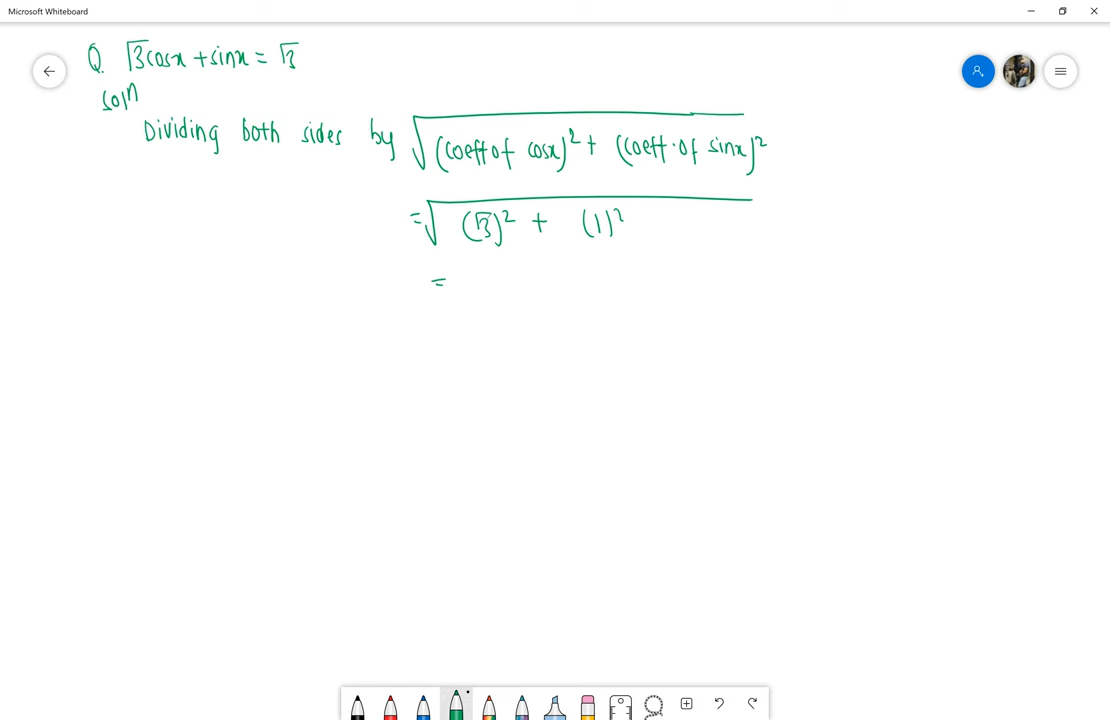 Microsoft Whiteboard
Q. √3cosx + sinx = √3
soln
Dividing both sides by √(coeff of cosx)² + (coeff. of sinx)²
= √(√3)² + (1)²
=